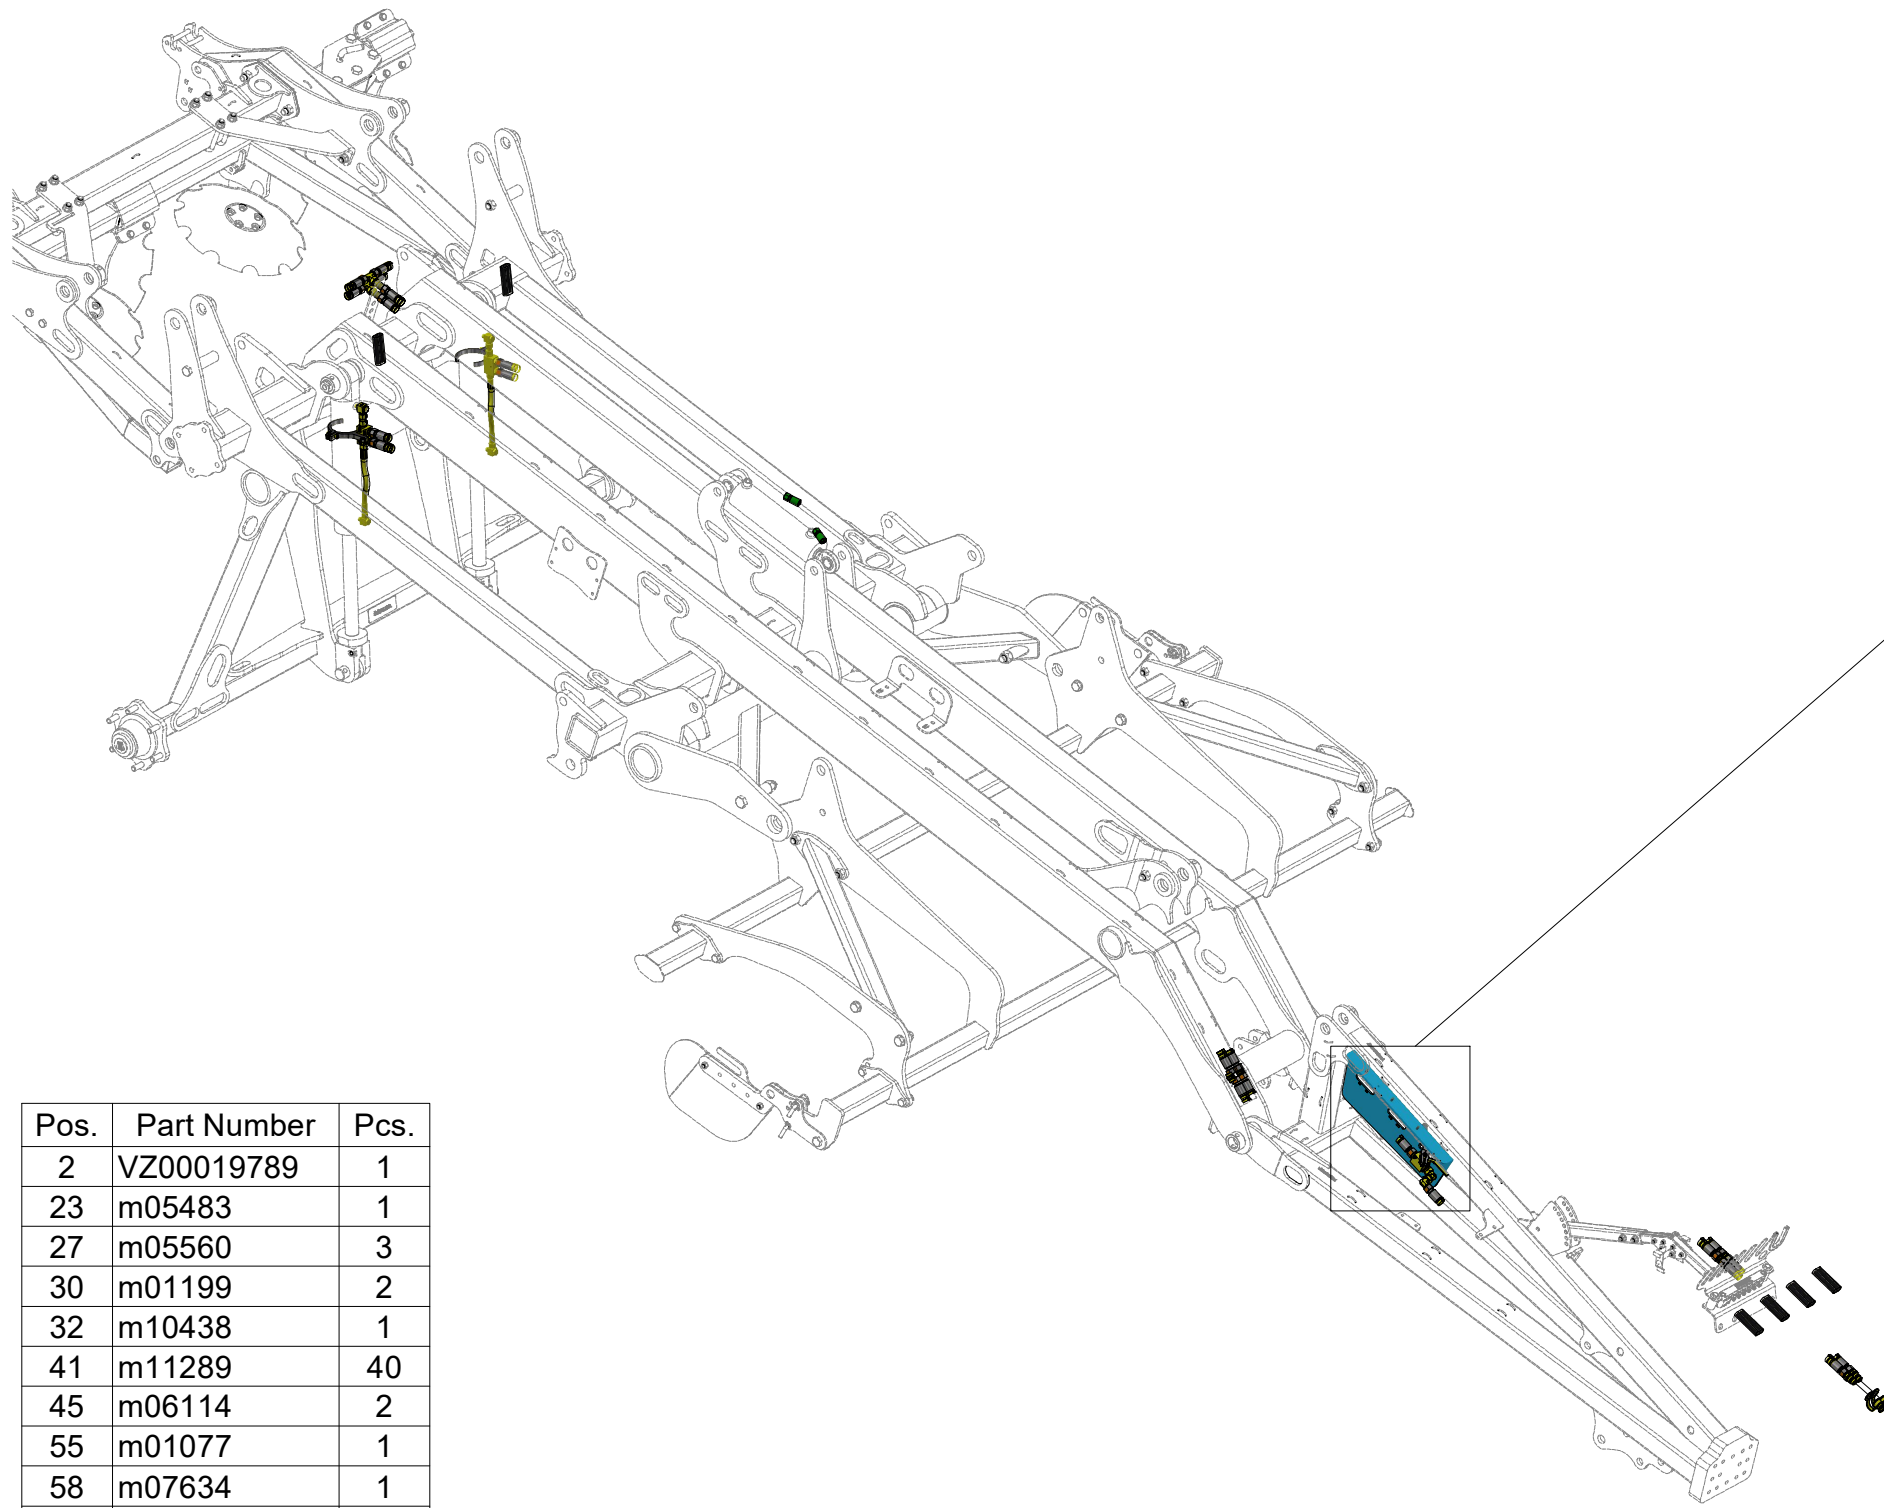 Pos. Part Number Pcs.
2 VZ00019789 1
23 m05483 1
27 m05560 3
30 m01199 2
32 m10438 1
41 m11289 40
45 m06114 2
55 m01077 1
58 m07634 1